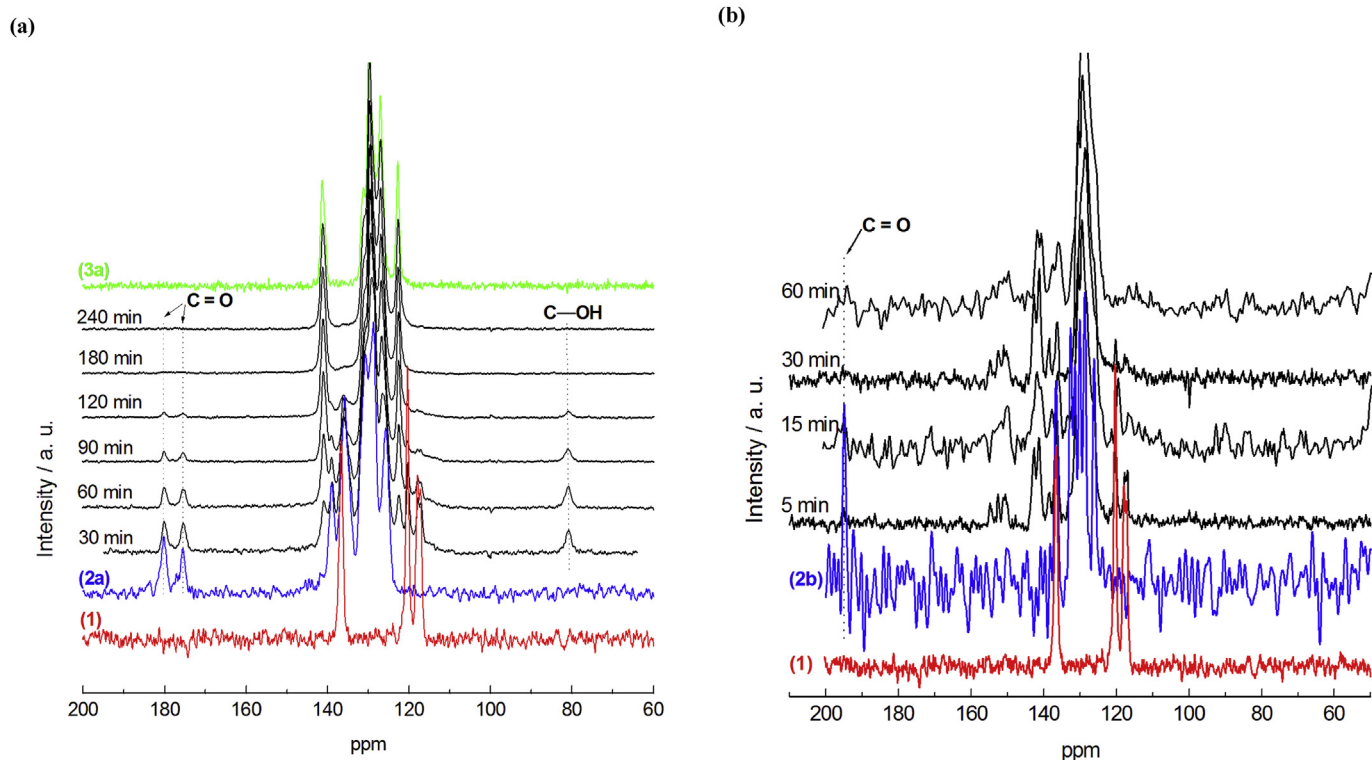 (a)
(3a)
C = O
C—OH
240 min
180 min
120 min
90 min
60 min
30 min
(2a)
(1)
Intensity / a. u.
200 180 160 140 120 100 80 60
ppm
(b)
C = O
60 min
30 min
15 min
5 min
(2b)
(1)
Intensity / a. u.
200 160 140 120 100 80 60
ppm